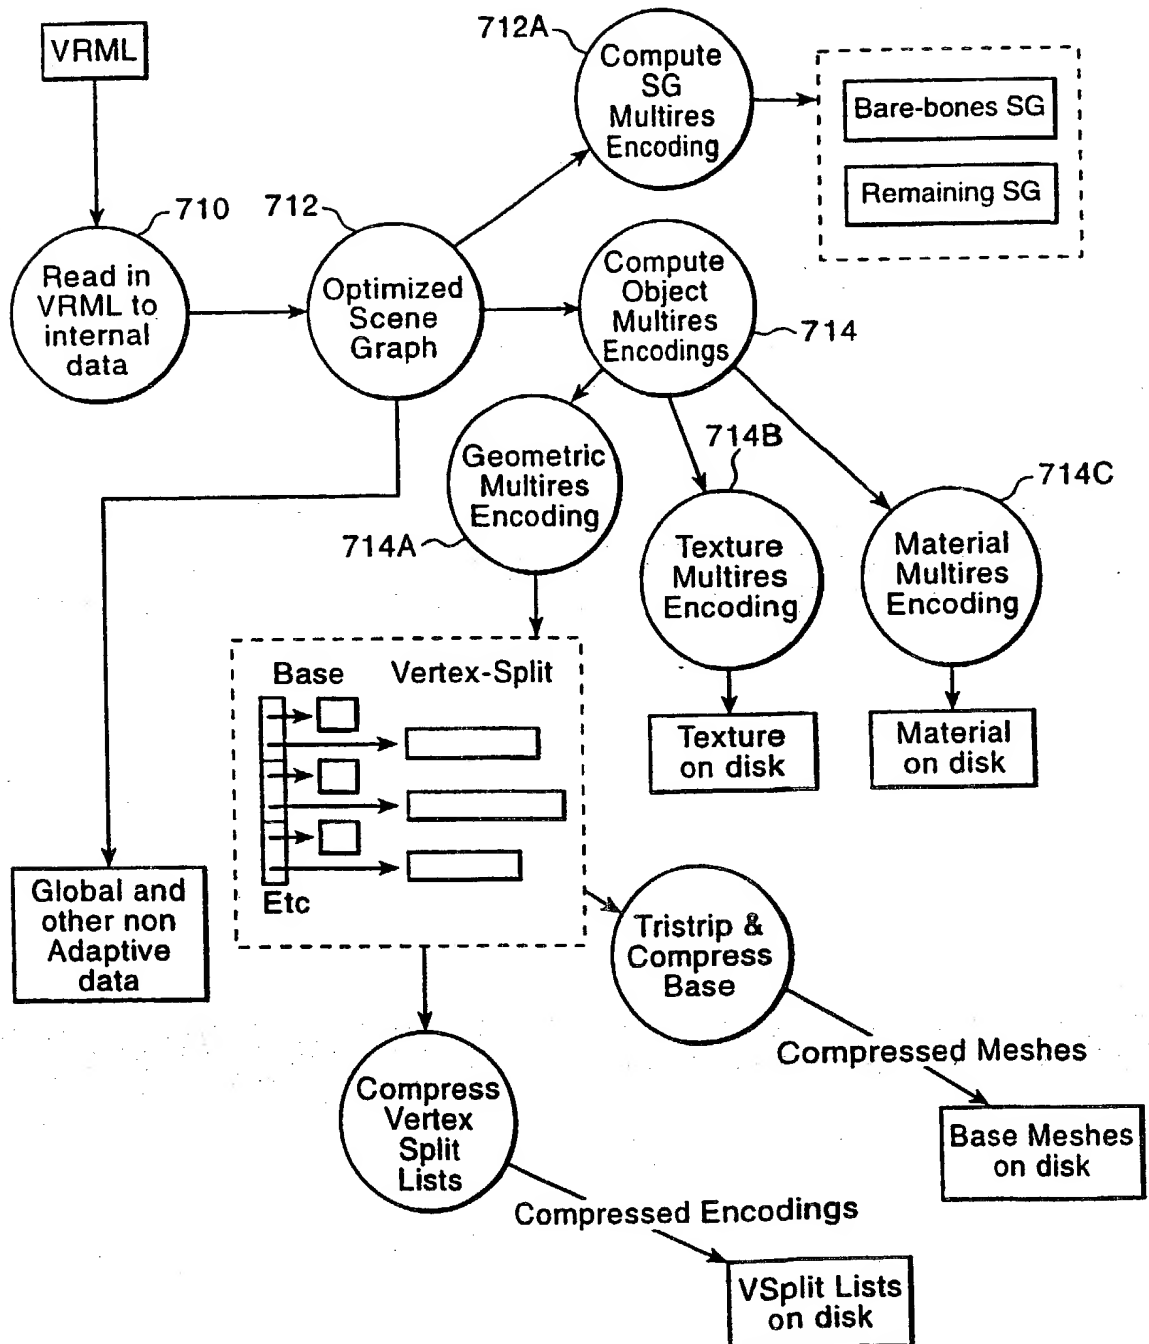 VRML
712A
Compute
SG
Multires
Encoding
Bare-bones SG
Remaining SG
710
712
Read in
VRML to
internal
data
Optimized
Scene
Graph
Compute
Object
Multires
Encodings
714
Geometric
Multires
Encoding
714A
714B
714C
Texture
Multires
Encoding
Material
Multires
Encoding
Base
Vertex-Split
Etc
Texture
on disk
Material
on disk
Global and
other non
Adaptive
data
Tristrip &
Compress
Base
Compressed Meshes
Base Meshes
on disk
Compress
Vertex
Split
Lists
Compressed Encodings
VSplit Lists
on disk